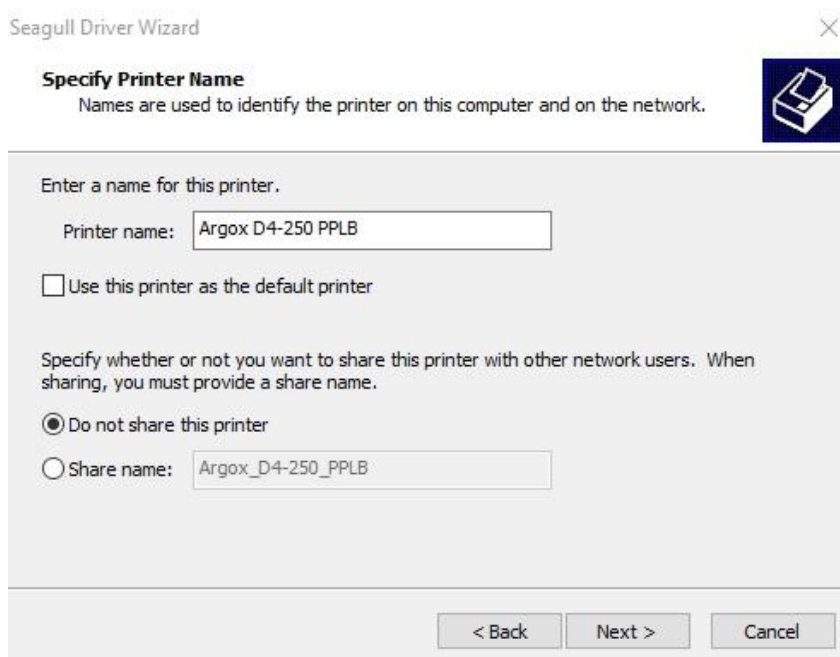 Seagull Driver Wizard
Specify Printer Name
Names are used to identify the printer on this computer and on the network.
Enter a name for this printer.
Printer name: Argox D4-250 PPLB
Use this printer as the default printer
Specify whether or not you want to share this printer with other network users. When
sharing, you must provide a share name.
Do not share this printer
Share name: Argox_D4-250_PPLB
< Back Next > Cancel